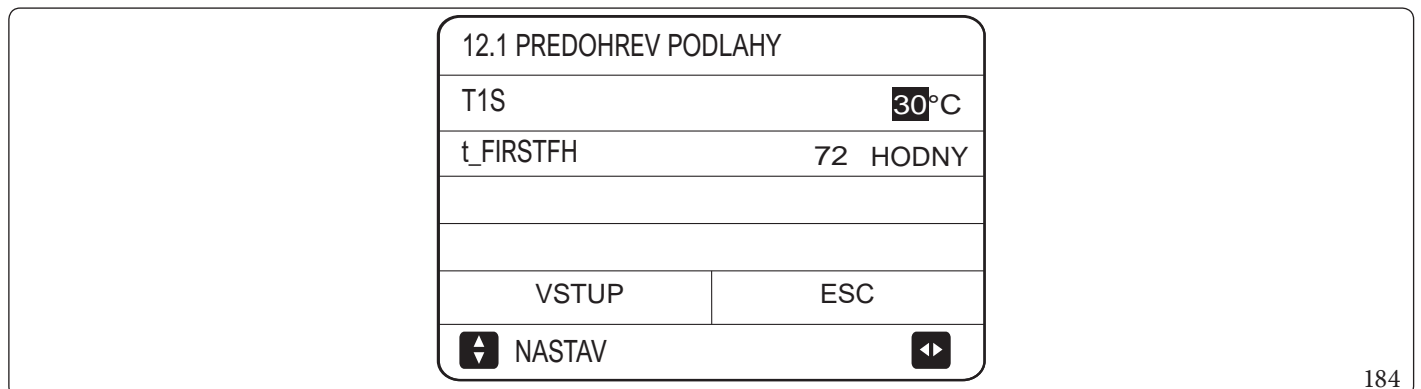 12.1 PREDOHREV PODLAHY
T1S 30°C
t_FIRSTFH 72 HODNY
VSTUP ESC
NASTAV
184